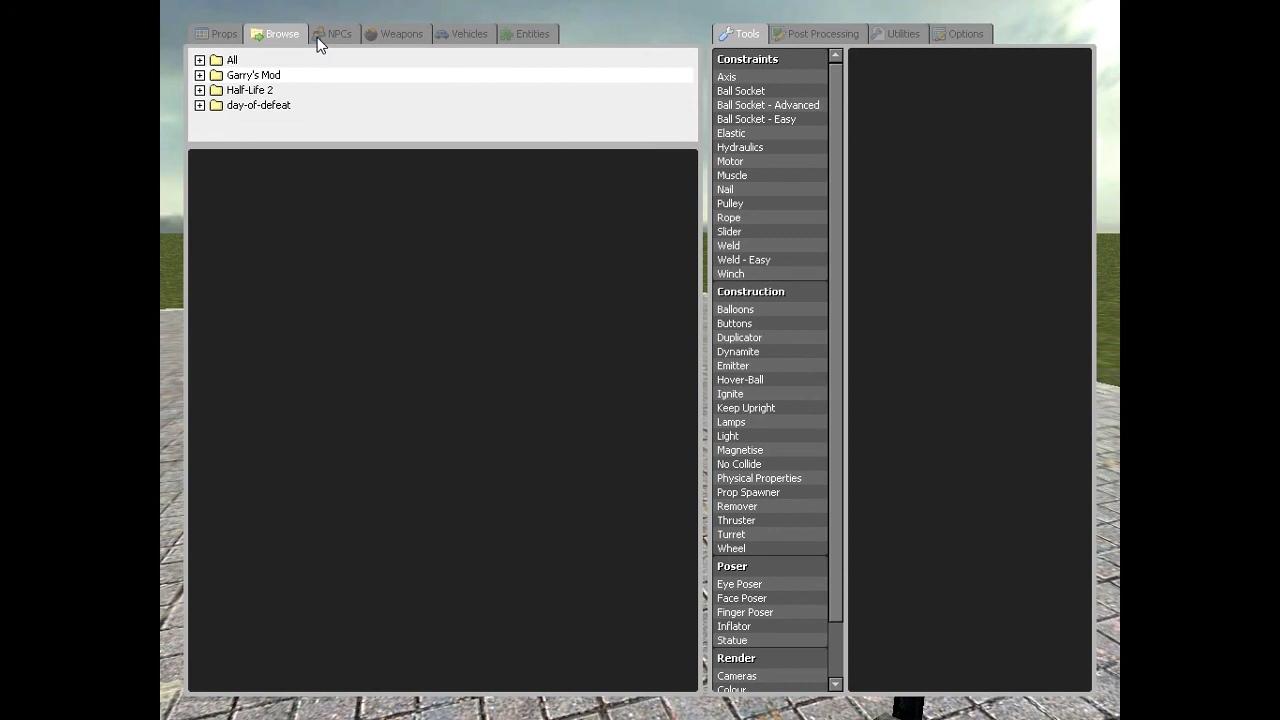 Props Browse NPCs Weapons Vehicles Entities
All
Garry's Mod
Half-Life 2
day-of-defeat
Tools Post Processing Utilities Options
Constraints
Axis
Ball Socket
Ball Socket - Advanced
Ball Socket - Easy
Elastic
Hydraulics
Motor
Muscle
Nail
Pulley
Rope
Slider
Weld
Weld - Easy
Winch
Construction
Balloons
Buttons
Duplicator
Dynamite
Emitter
Hover-Ball
Ignite
Keep Upright
Lamps
Light
Magnetise
No Collide
Physical Properties
Prop Spawner
Remover
Thruster
Turret
Wheel
Poser
Eye Poser
Face Poser
Finger Poser
Inflator
Statue
Render
Cameras
Colour